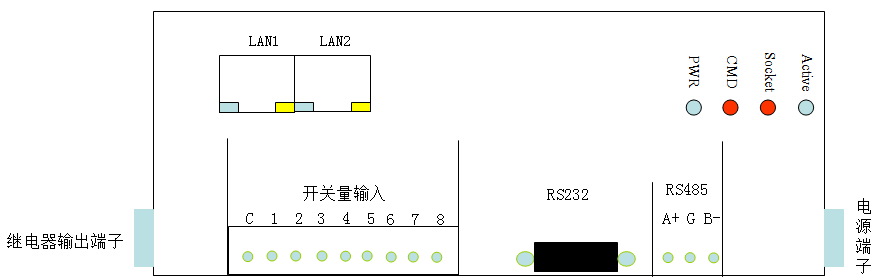 LAN1 LAN2
PWR CMD Socket Active
开关量输入
C 1 2 3 4 5 6 7 8
RS232
RS485
A+ G B-
继电器输出端子
电源端子